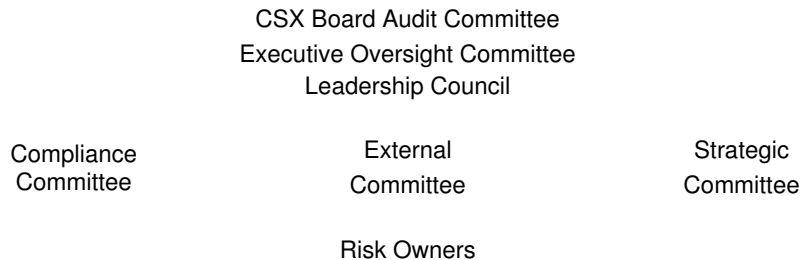 CSX Board Audit Committee
Executive Oversight Committee
Leadership Council
Compliance
Committee
External
Committee
Strategic
Committee
Risk Owners